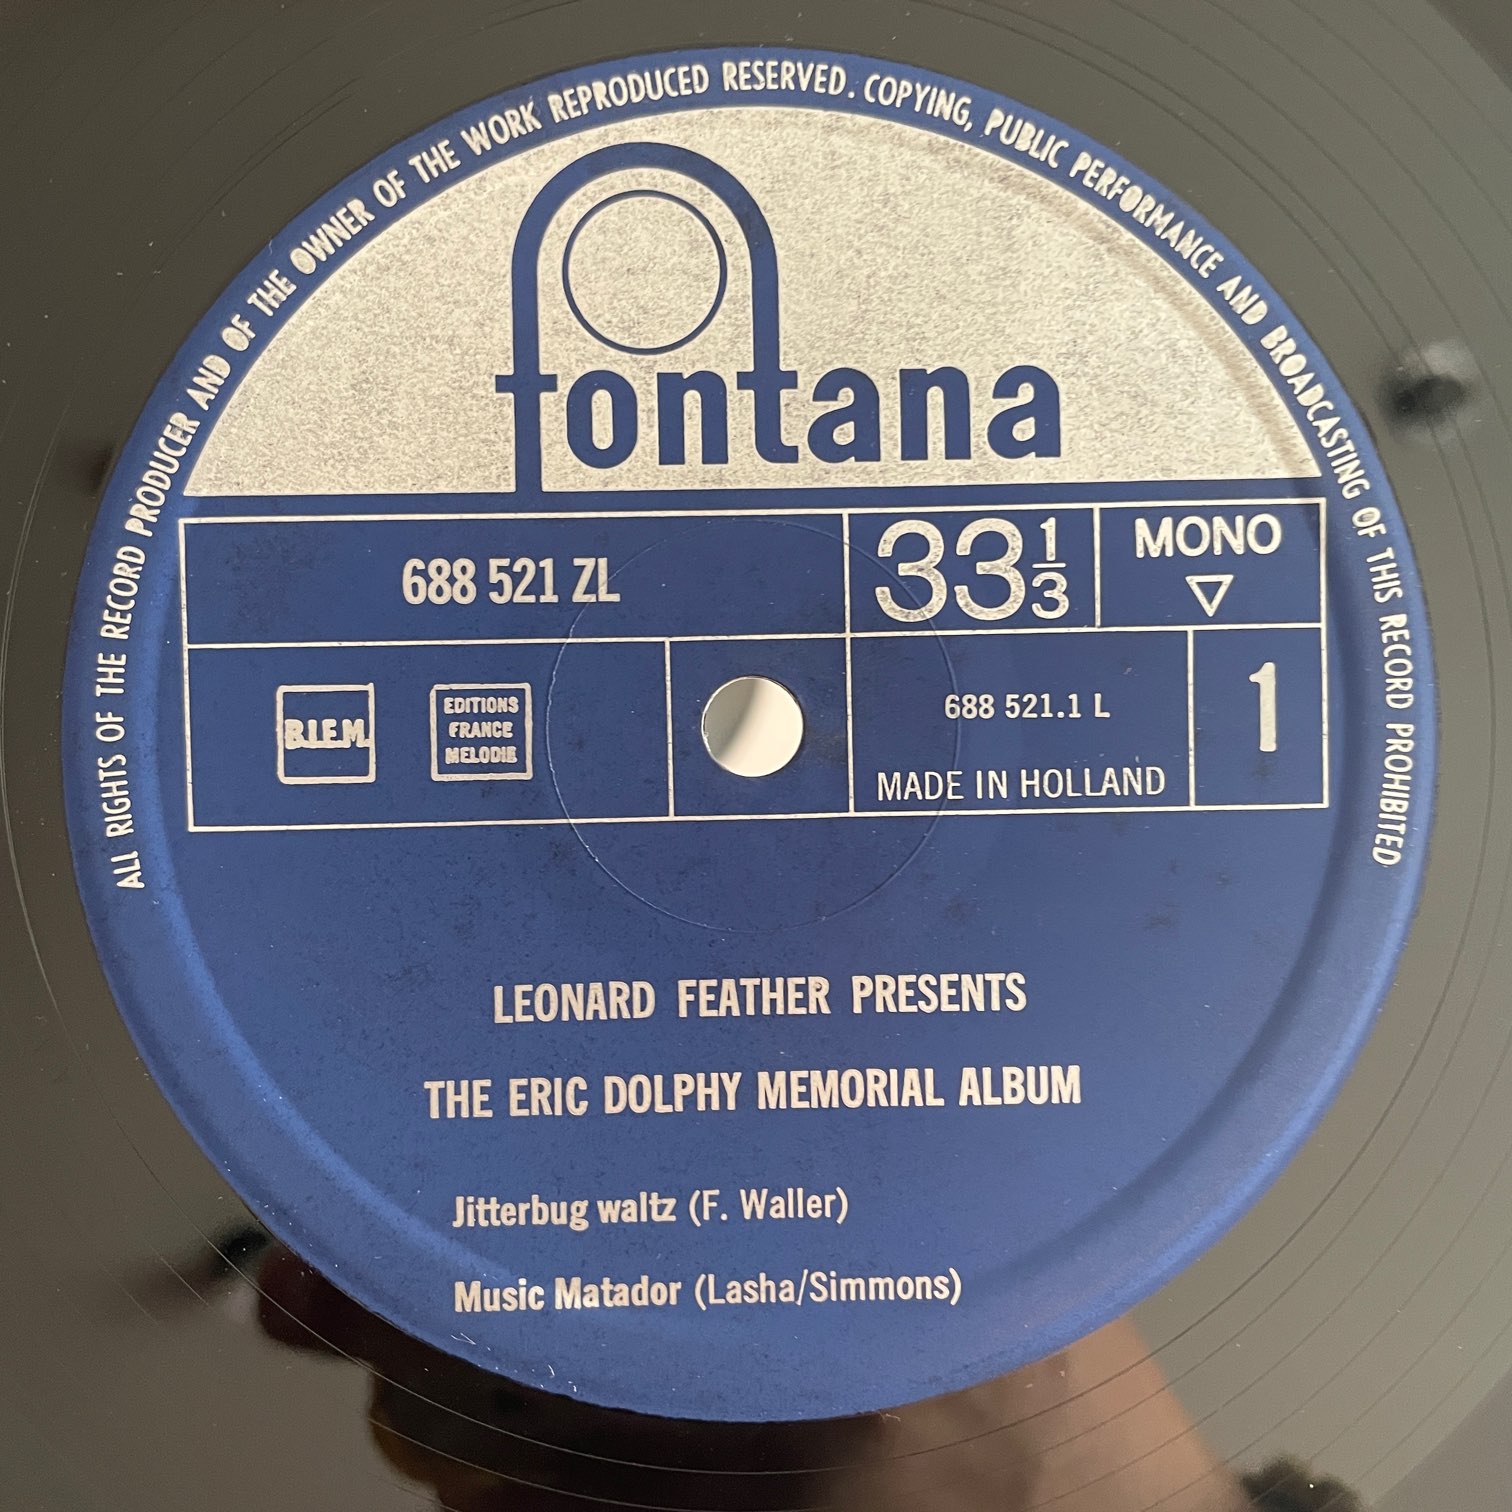 ALL RIGHTS OF THE RECORD PRODUCER AND OF THE OWNER OF THE WORK REPRODUCED RESERVED. COPYING, PUBLIC PERFORMANCE AND BROADCASTING OF THIS RECORD PROHIBITED
fontana
688 521 ZL
33 1/3
MONO
B.I.E.M.
EDITIONS
FRANCE
MELODIE
688 521.1 L
MADE IN HOLLAND
1
LEONARD FEATHER PRESENTS
THE ERIC DOLPHY MEMORIAL ALBUM
Jitterbug waltz (F. Waller)
Music Matador (Lasha/Simmons)